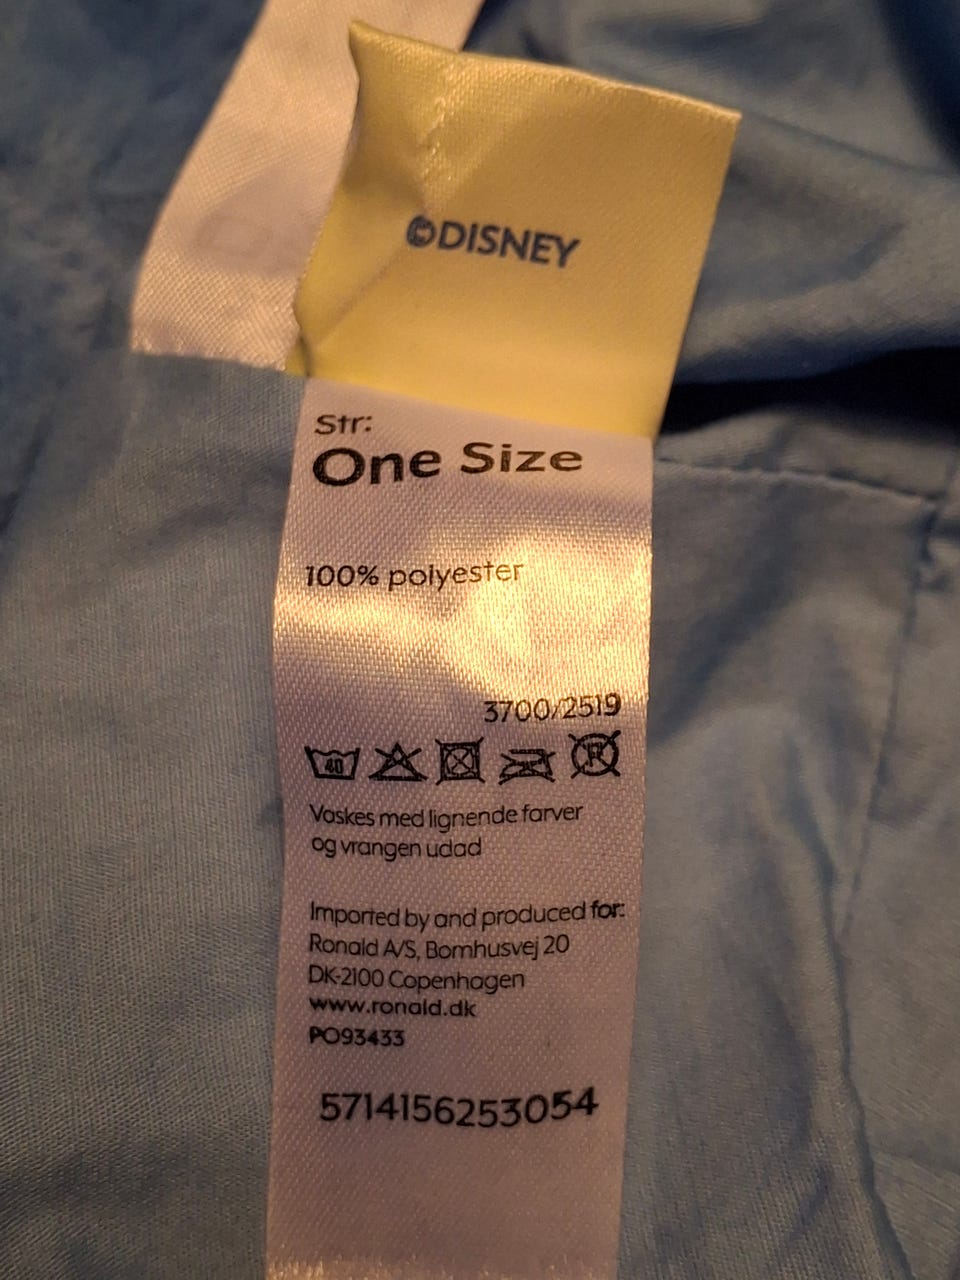 ©DISNEY
Str:
One Size
100% polyester
3700/2519
40
P
Vaskes med lignende farver
og vrangen udad
Imported by and produced for:
Ronald A/S, Bomhusvej 20
DK-2100 Copenhagen
www.ronald.dk
PO93433
5714156253054